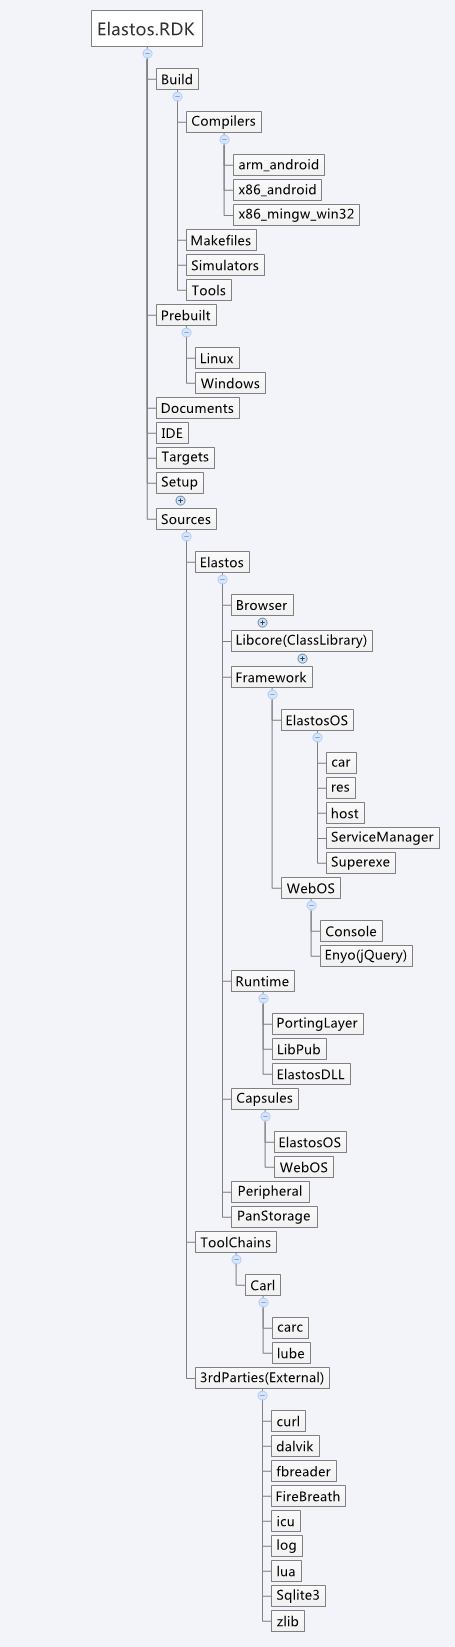 Elastos.RDK
Build
Compilers
arm_android
x86_android
x86_mingw_win32
Makefiles
Simulators
Tools
Prebuilt
Linux
Windows
Documents
IDE
Targets
Setup
Sources
Elastos
Browser
Libcore(ClassLibrary)
Framework
ElastosOS
car
res
host
ServiceManager
Superexe
WebOS
Console
Enyo(jQuery)
Runtime
PortingLayer
LibPub
ElastosDLL
Capsules
ElastosOS
WebOS
Peripheral
PanStorage
ToolChains
Carl
carc
lube
3rdParties(External)
curl
dalvik
fbreader
FireBreath
icu
log
lua
Sqlite3
zlib